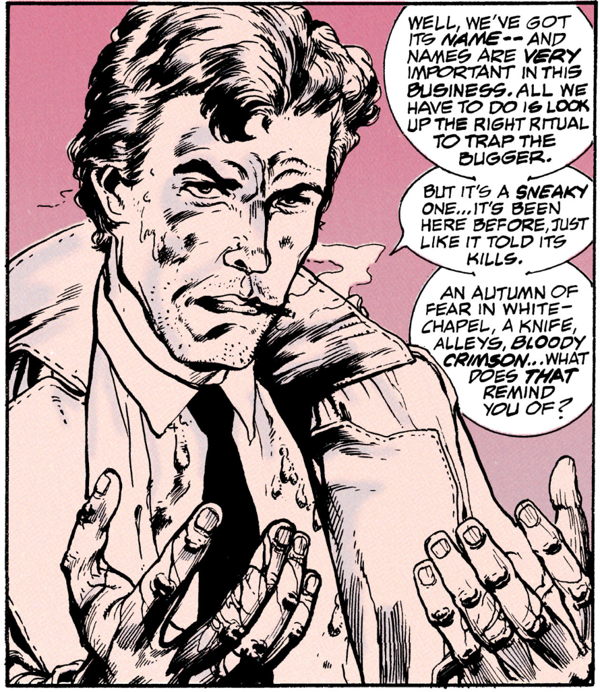 WELL, WE'VE GOT
ITS NAME-- AND
NAMES ARE VERY
IMPORTANT IN THIS
BUSINESS. ALL WE
HAVE TO DO IS LOOK
UP THE RIGHT RITUAL
TO TRAP THE
BUGGER.
BUT IT'S A SNEAKY
ONE...IT'S BEEN
HERE BEFORE, JUST
LIKE IT TOLD ITS
KILLS.
AN AUTUMN OF
FEAR IN WHITE-
CHAPEL, A KNIFE,
ALLEYS, BLOODY
CRIMSON...WHAT
DOES THAT
REMIND
YOU OF?